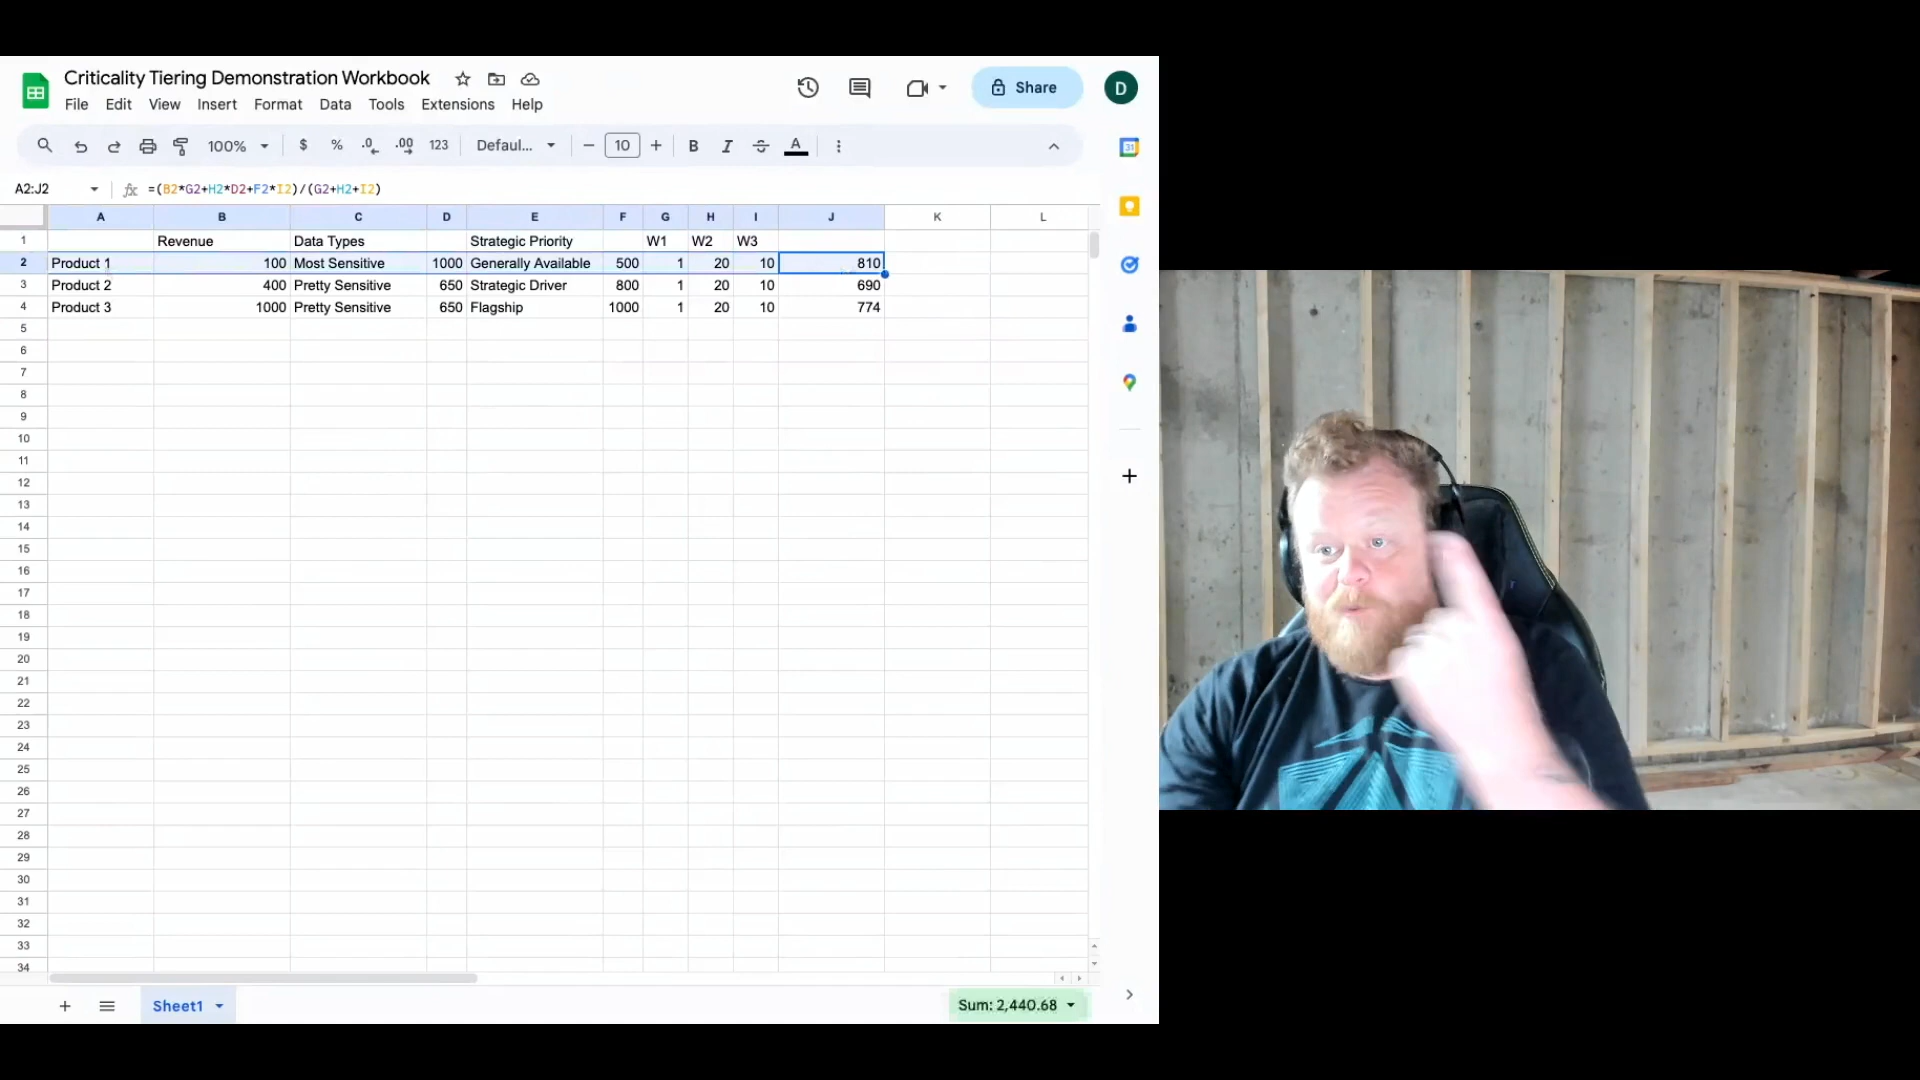 Criticality Tiering Demonstration Workbook
File Edit View Insert Format Data Tools Extensions Help
Share
D
100% $ % .0 .00 123 Defaul... 10 B I S A
31
A2:J2 fx =(B2*G2+H2*D2+F2*I2)/(G2+H2+I2)
A B C D E F G H I J K L
1 Revenue Data Types Strategic Priority W1 W2 W3
2 Product 1 100 Most Sensitive 1000 Generally Available 500 1 20 10 810
3 Product 2 400 Pretty Sensitive 650 Strategic Driver 800 1 20 10 690
4 Product 3 1000 Pretty Sensitive 650 Flagship 1000 1 20 10 774
5
6
7
8
9
10
11
12
13
14
15
16
17
18
19
20
21
22
23
24
25
26
27
28
29
30
31
32
33
34
Sheet1 Sum: 2,440.68